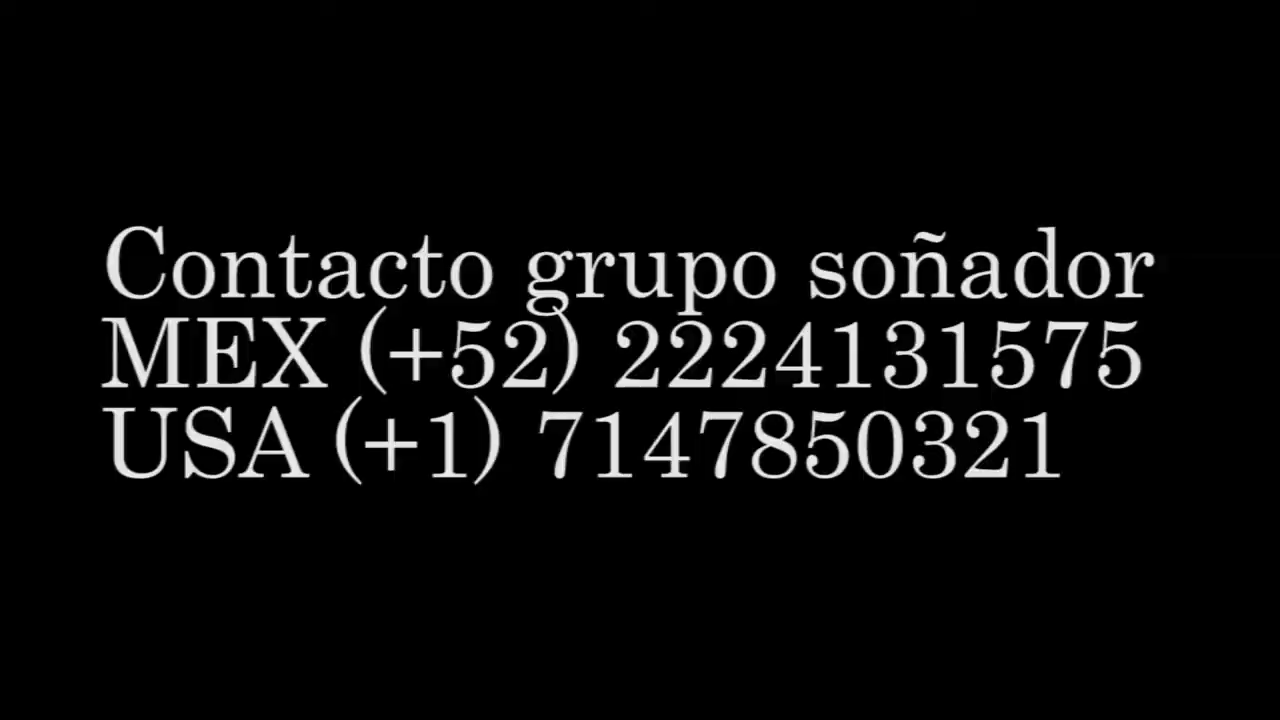 Contacto grupo soñador
MEX (+52) 2224131575
USA (+1) 7147850321